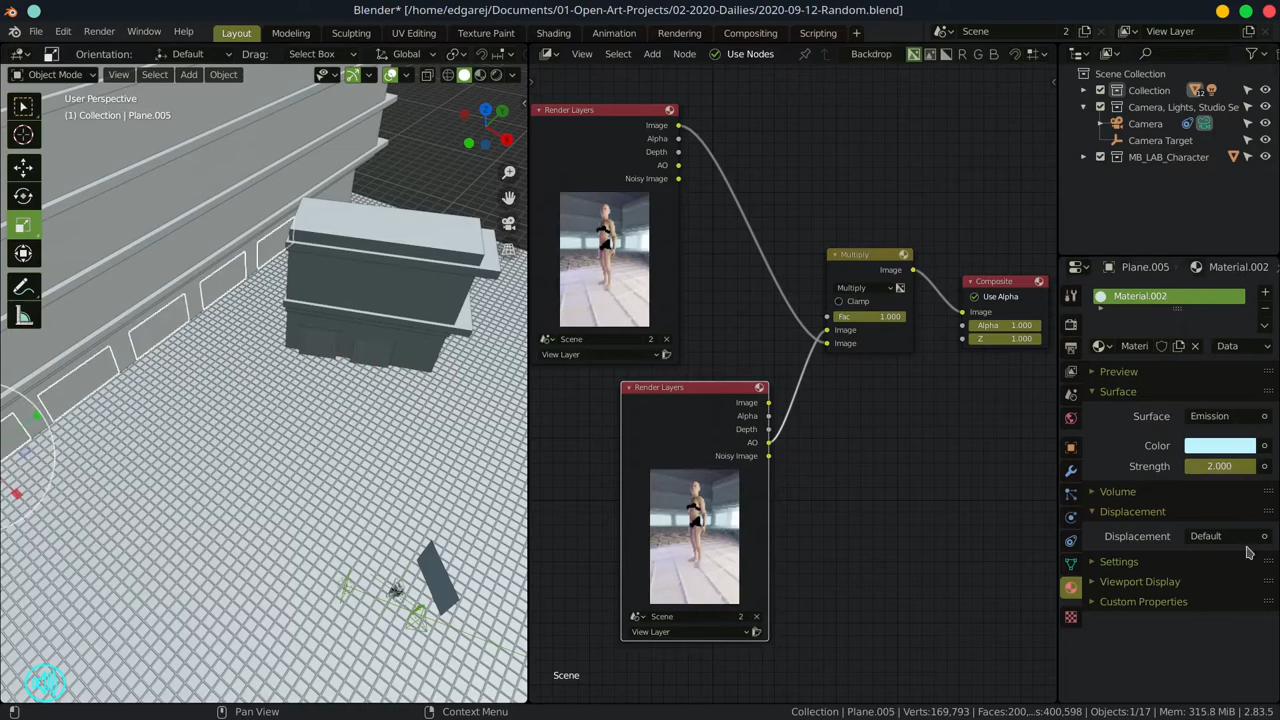 Blender* [/home/edgarej/Documents/01-Open-Art-Projects/02-2020-Dailies/2020-09-12-Random.blend]
File Edit Render Window Help Layout Modeling Sculpting UV Editing Texture Paint Shading Animation Rendering Compositing Scripting + Scene 2 View Layer
Orientation: Default Drag: Select Box Global View Select Add Node Use Nodes Backdrop R G B
Object Mode View Select Add Object
User Perspective
(1) Collection | Plane.005
X
Y
Z
Render Layers
Image
Alpha
Depth
AO
Noisy Image
Scene 2
View Layer
Render Layers
Image
Alpha
Depth
AO
Noisy Image
Scene 2
View Layer
Multiply
Image
Multiply
Clamp
Fac 1.000
Image
Image
Composite
Use Alpha
Image
Alpha 1.000
Z 1.000
Scene
Scene Collection
Collection
Camera, Lights, Studio Se
Camera
Camera Target
MB_LAB_Character
Plane.005 Material.002
Material.002
Materi Data
Preview
Surface
Surface Emission
Color
Strength 2.000
Volume
Displacement
Displacement Default
Settings
Viewport Display
Custom Properties
Pan View Context Menu Collection | Plane.005 | Verts:169,793 | Faces:200,...s:400,598 | Objects:1/17 | Mem: 315.8 MiB | 2.83.5